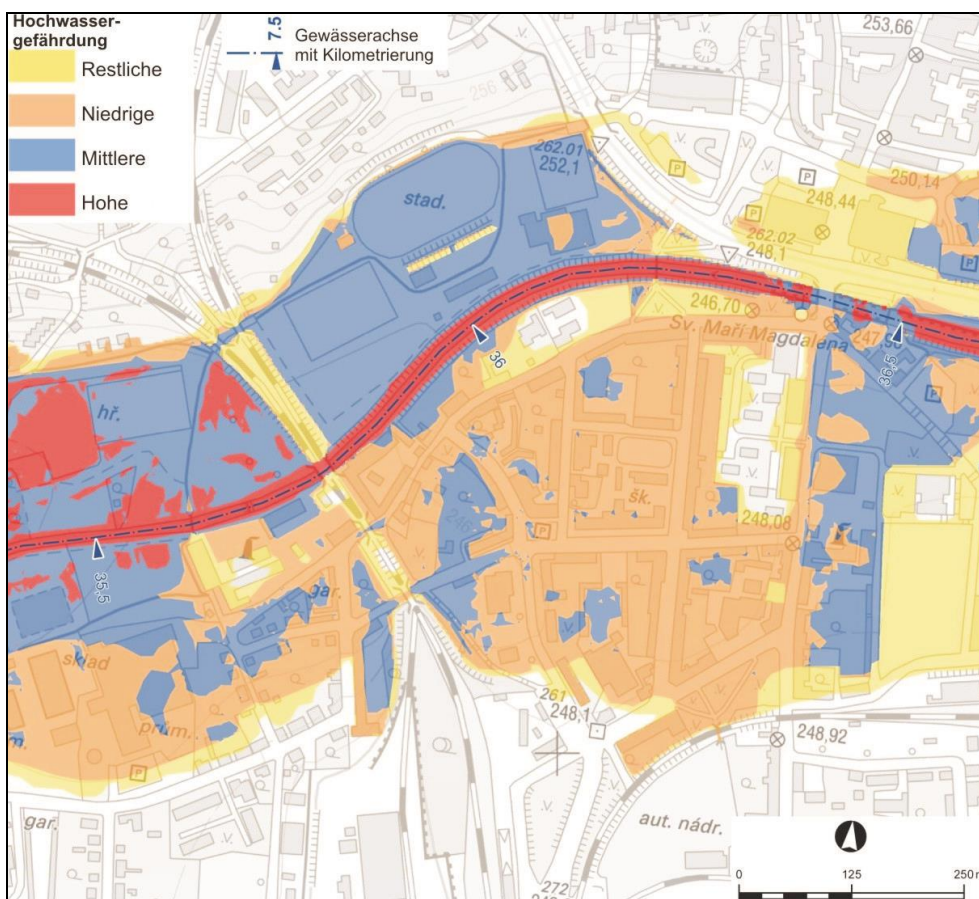 Hochwasser-
gefährdung
Restliche
Niedrige
Mittlere
Hohe
7.5
Gewässerachse
mit Kilometrierung
253,66
256
262.01
252,1
stad.
P
250,14
P
248,44
P
262.02
248,1
P
246,70
Sv. Maří Magdaléna
36
36,5
P
hř.
šk.
248,08
P
35,5
gar.
sklad
prům.
m.
261
248,1
248,92
P
gar.
aut. nádr.
272
0
125
250 m